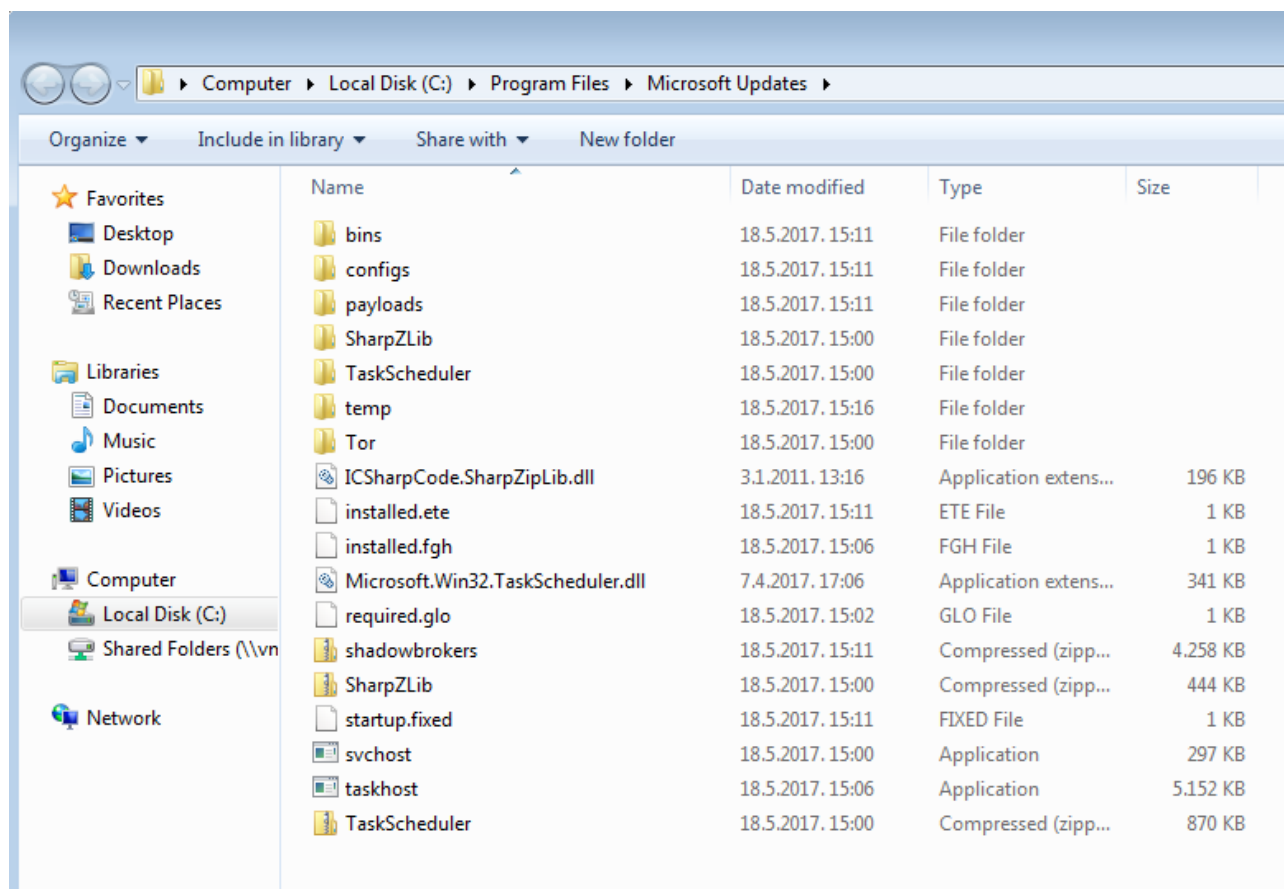 Computer Local Disk (C:) Program Files Microsoft Updates
Organize Include in library Share with New folder
Favorites
Desktop
Downloads
Recent Places
Libraries
Documents
Music
Pictures
Videos
Computer
Local Disk (C:)
Shared Folders (\\vn
Network
Name Date modified Type Size
bins 18.5.2017. 15:11 File folder
configs 18.5.2017. 15:11 File folder
payloads 18.5.2017. 15:11 File folder
SharpZLib 18.5.2017. 15:00 File folder
TaskScheduler 18.5.2017. 15:00 File folder
temp 18.5.2017. 15:16 File folder
Tor 18.5.2017. 15:00 File folder
ICSharpCode.SharpZipLib.dll 3.1.2011. 13:16 Application extens... 196 KB
installed.ete 18.5.2017. 15:11 ETE File 1 KB
installed.fgh 18.5.2017. 15:06 FGH File 1 KB
Microsoft.Win32.TaskScheduler.dll 7.4.2017. 17:06 Application extens... 341 KB
required.glo 18.5.2017. 15:02 GLO File 1 KB
shadowbrokers 18.5.2017. 15:11 Compressed (zipp... 4.258 KB
SharpZLib 18.5.2017. 15:00 Compressed (zipp... 444 KB
startup.fixed 18.5.2017. 15:11 FIXED File 1 KB
svchost 18.5.2017. 15:00 Application 297 KB
taskhost 18.5.2017. 15:06 Application 5.152 KB
TaskScheduler 18.5.2017. 15:00 Compressed (zipp... 870 KB